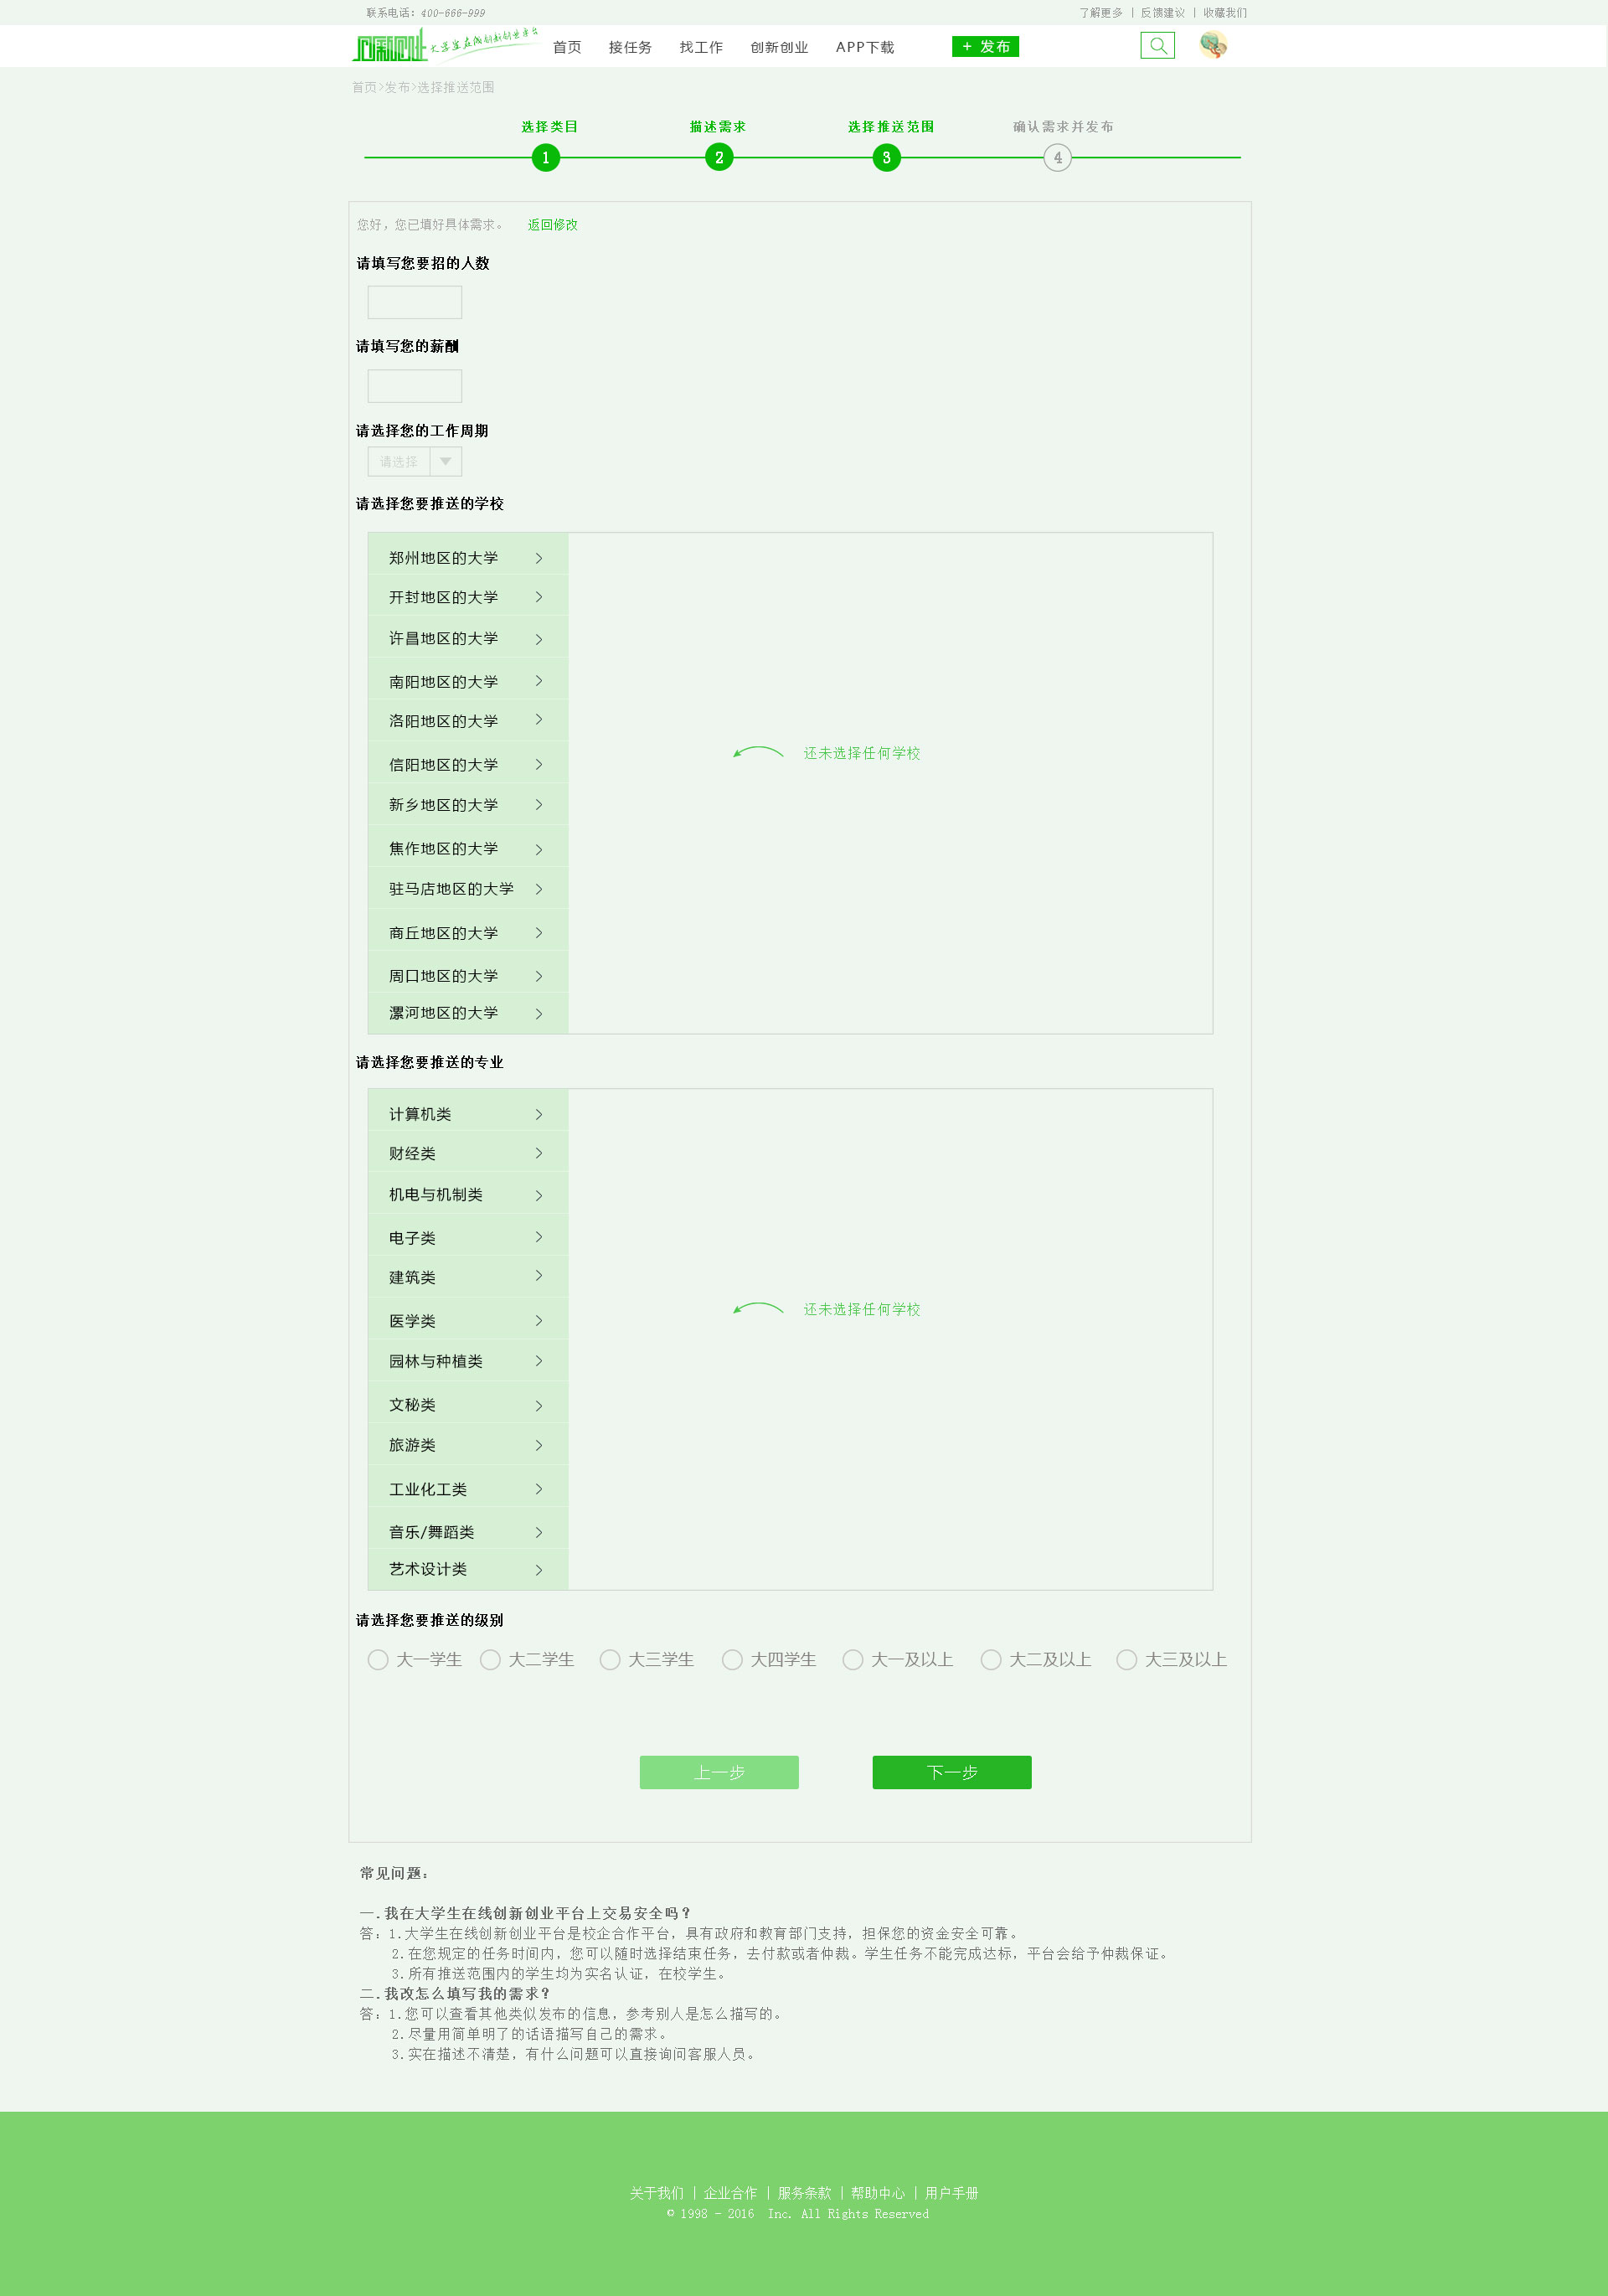 联系电话：400-666-999
了解更多 | 反馈建议 | 收藏我们
大学生在线创新创业平台
首页 接任务 找工作 创新创业 APP下载 + 发布
首页>发布>选择推送范围
选择类目 描述需求 选择推送范围 确认需求并发布
1 2 3 4
您好，您已填好具体需求。 返回修改
请填写您要招的人数
请填写您的薪酬
请选择您的工作周期
请选择
请选择您要推送的学校
郑州地区的大学
开封地区的大学
许昌地区的大学
南阳地区的大学
洛阳地区的大学
还未选择任何学校
信阳地区的大学
新乡地区的大学
焦作地区的大学
驻马店地区的大学
商丘地区的大学
周口地区的大学
漯河地区的大学
请选择您要推送的专业
计算机类
财经类
机电与机制类
电子类
建筑类
还未选择任何学校
医学类
园林与种植类
文秘类
旅游类
工业化工类
音乐/舞蹈类
艺术设计类
请选择您要推送的级别
大一学生 大二学生 大三学生 大四学生 大一及以上 大二及以上 大三及以上
上一步 下一步
常见问题：
一.我在大学生在线创新创业平台上交易安全吗？
答：1.大学生在线创新创业平台是校企合作平台，具有政府和教育部门支持，担保您的资金安全可靠。
2.在您规定的任务时间内，您可以随时选择结束任务，去付款或者仲裁。学生任务不能完成达标，平台会给予仲裁保证。
3.所有推送范围内的学生均为实名认证，在校学生。
二.我改怎么填写我的需求？
答：1.您可以查看其他类似发布的信息，参考别人是怎么描写的。
2.尽量用简单明了的话语描写自己的需求。
3.实在描述不清楚，有什么问题可以直接询问客服人员。
关于我们 | 企业合作 | 服务条款 | 帮助中心 | 用户手册
© 1998 - 2016 Inc. All Rights Reserved